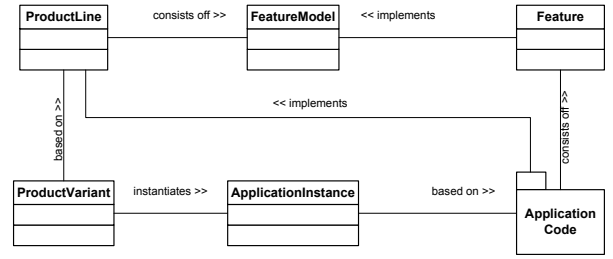 ProductLine
consists off >>
FeatureModel
<< implements
Feature
based on >>
<< implements
consists off >>
ProductVariant
instantiates >>
ApplicationInstance
based on >>
Application
Code